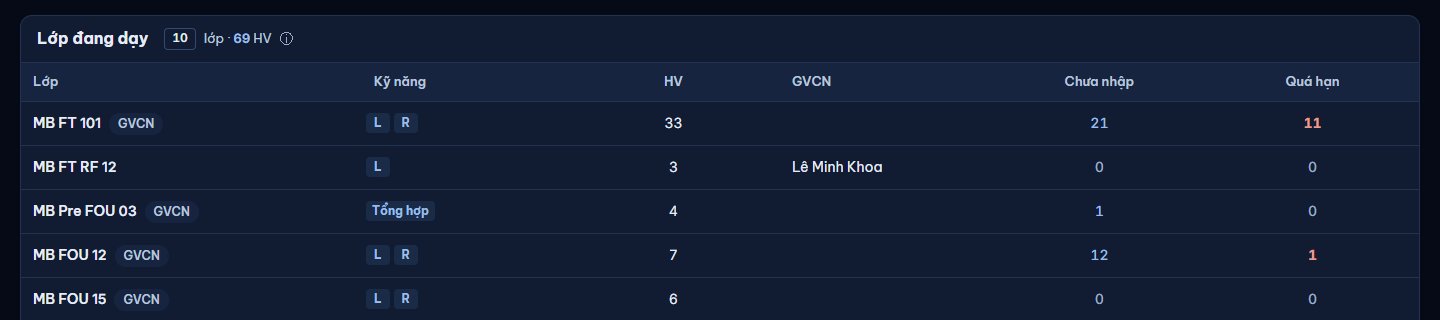 Lớp đang dạy 10 lớp · 69 HV
Lớp Kỹ năng HV GVCN Chưa nhập Quá hạn
MB FT 101 GVCN L R 33 21 11
MB FT RF 12 L 3 Lê Minh Khoa 0 0
MB Pre FOU 03 GVCN Tổng hợp 4 1 0
MB FOU 12 GVCN L R 7 12 1
MB FOU 15 GVCN L R 6 0 0